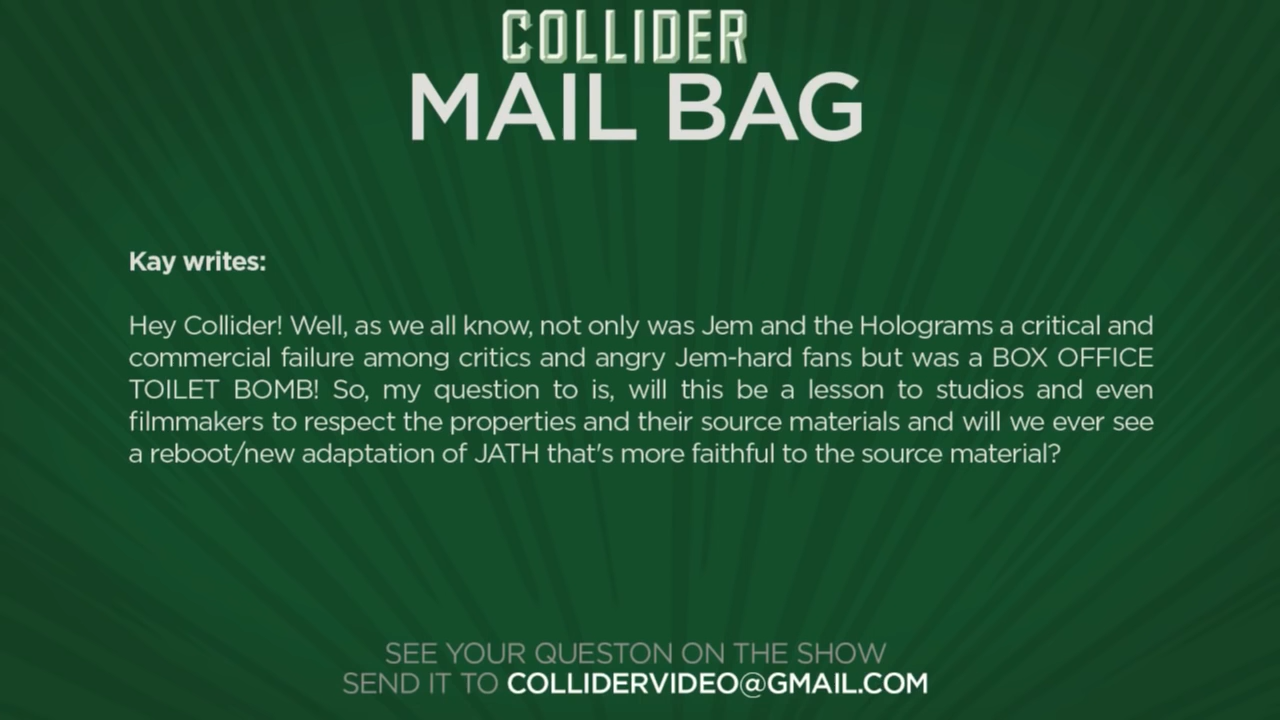 COLLIDER
MAIL BAG
Kay writes:
Hey Collider! Well, as we all know, not only was Jem and the Holograms a critical and
commercial failure among critics and angry Jem-hard fans but was a BOX OFFICE
TOILET BOMB! So, my question to is, will this be a lesson to studios and even
filmmakers to respect the properties and their source materials and will we ever see
a reboot/new adaptation of JATH that's more faithful to the source material?
SEE YOUR QUESTON ON THE SHOW
SEND IT TO COLLIDERVIDEO@GMAIL.COM